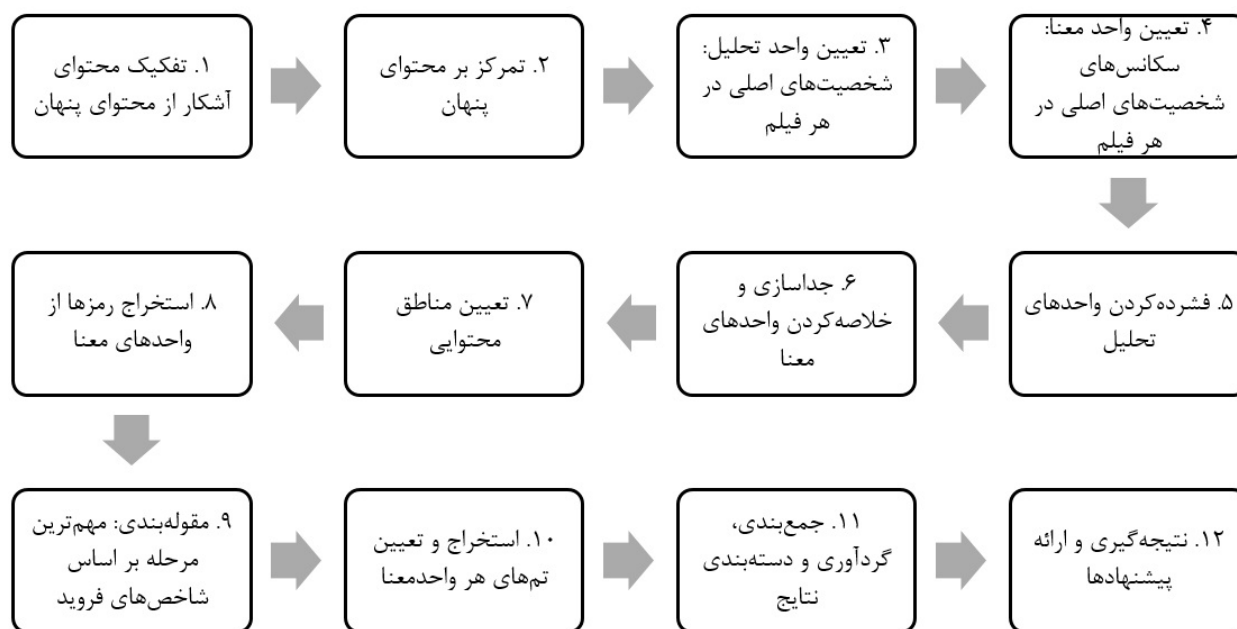 ۱. تفکیک محتوای
آشکار از محتوای پنهان
۲. تمرکز بر محتوای
پنهان
۳. تعیین واحد تحلیل:
شخصیت‌های اصلی در
هر فیلم
۴. تعیین واحد معنا:
سکانس‌های
شخصیت‌های اصلی در
هر فیلم
۵. فشرده‌کردن واحدهای
تحلیل
۶. جداسازی و
خلاصه‌کردن واحدهای
معنا
۷. تعیین مناطق
محتوایی
۸. استخراج رمزها از
واحدهای معنا
۹. مقوله‌بندی: مهم‌ترین
مرحله بر اساس
شاخص‌های فروید
۱۰. استخراج و تعیین
تم‌های هر واحدمعنا
۱۱. جمع‌بندی،
گردآوری و دسته‌بندی
نتایج
۱۲. نتیجه‌گیری و ارائه
پیشنهادها